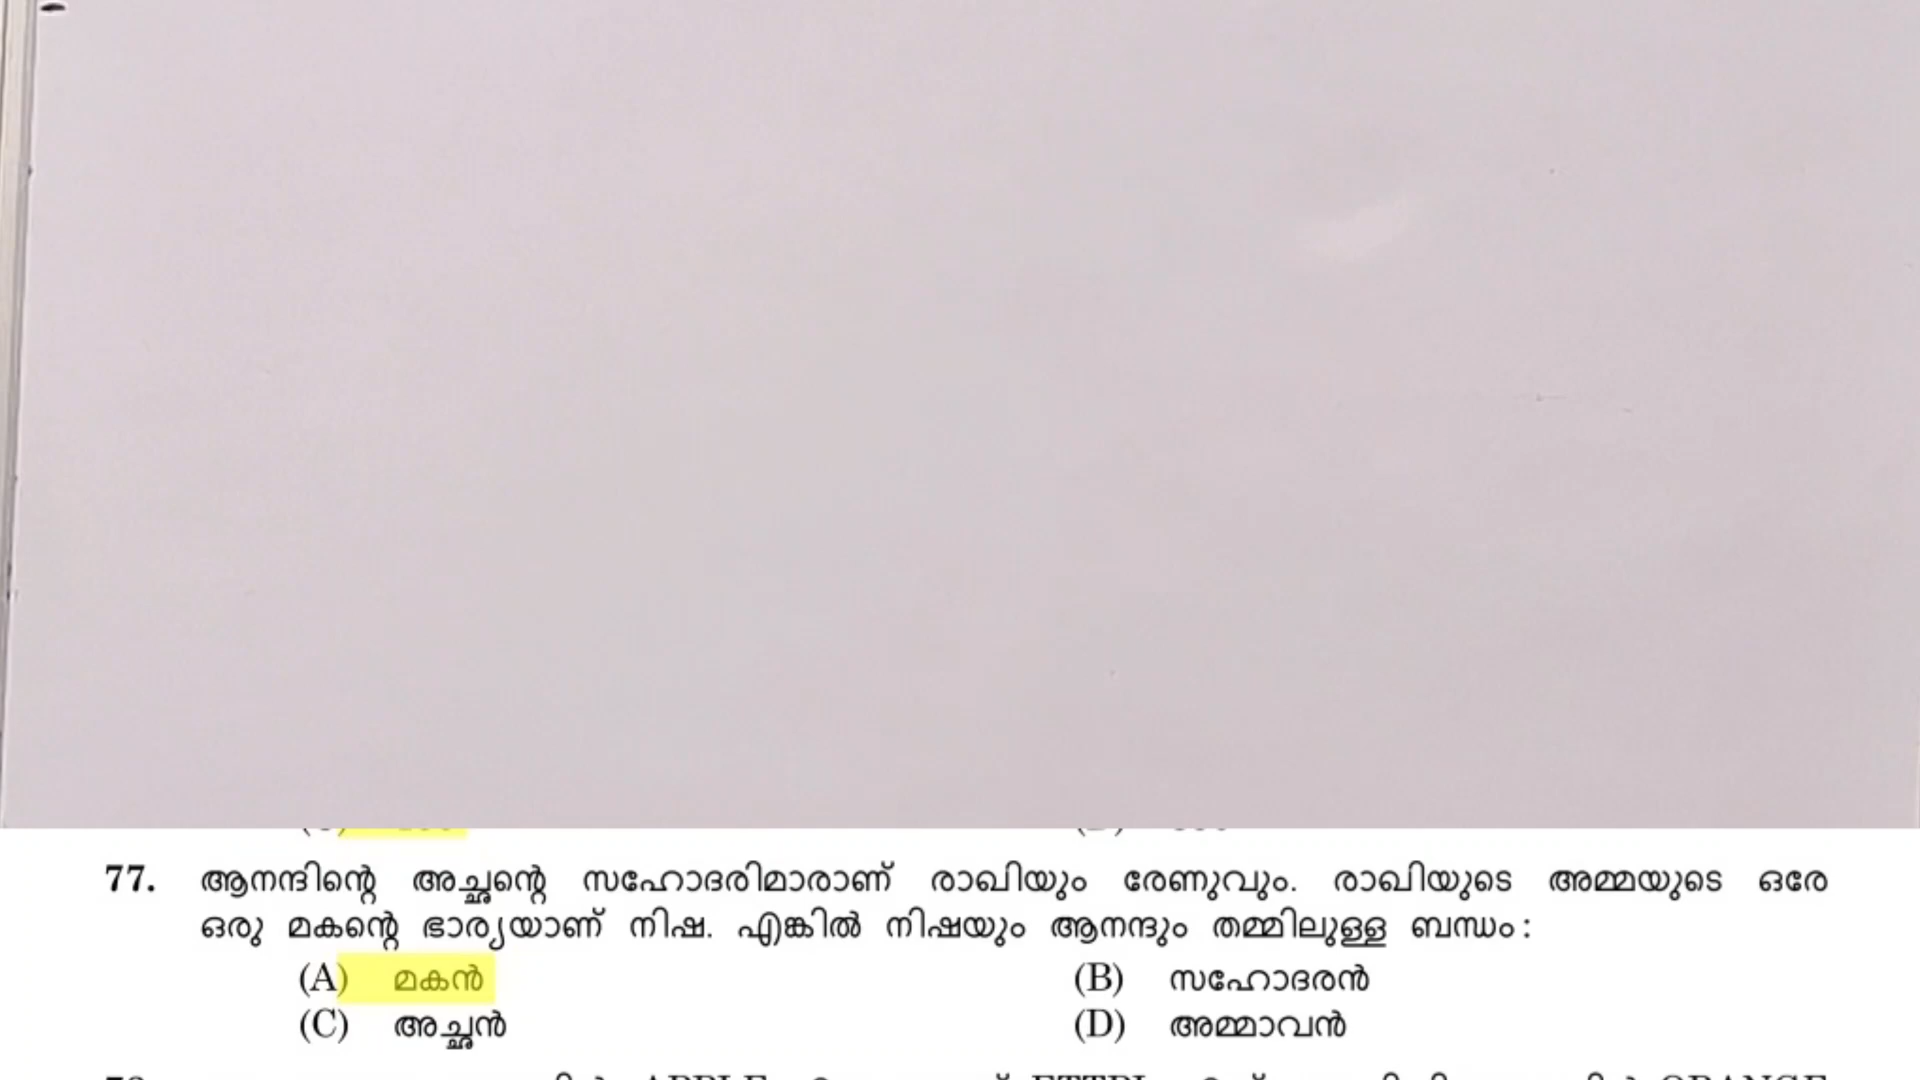 77. ആനന്ദിന്റെ അച്ഛന്റെ സഹോദരിമാരാണ് രാഖിയും രേണുവും. രാഖിയുടെ അമ്മയുടെ ഒരേ
ഒരു മകന്റെ ഭാര്യയാണ് നിഷ. എങ്കിൽ നിഷയും ആനന്ദും തമ്മിലുള്ള ബന്ധം :
(A) മകൻ (B) സഹോദരൻ
(C) അച്ഛൻ (D) അമ്മാവൻ